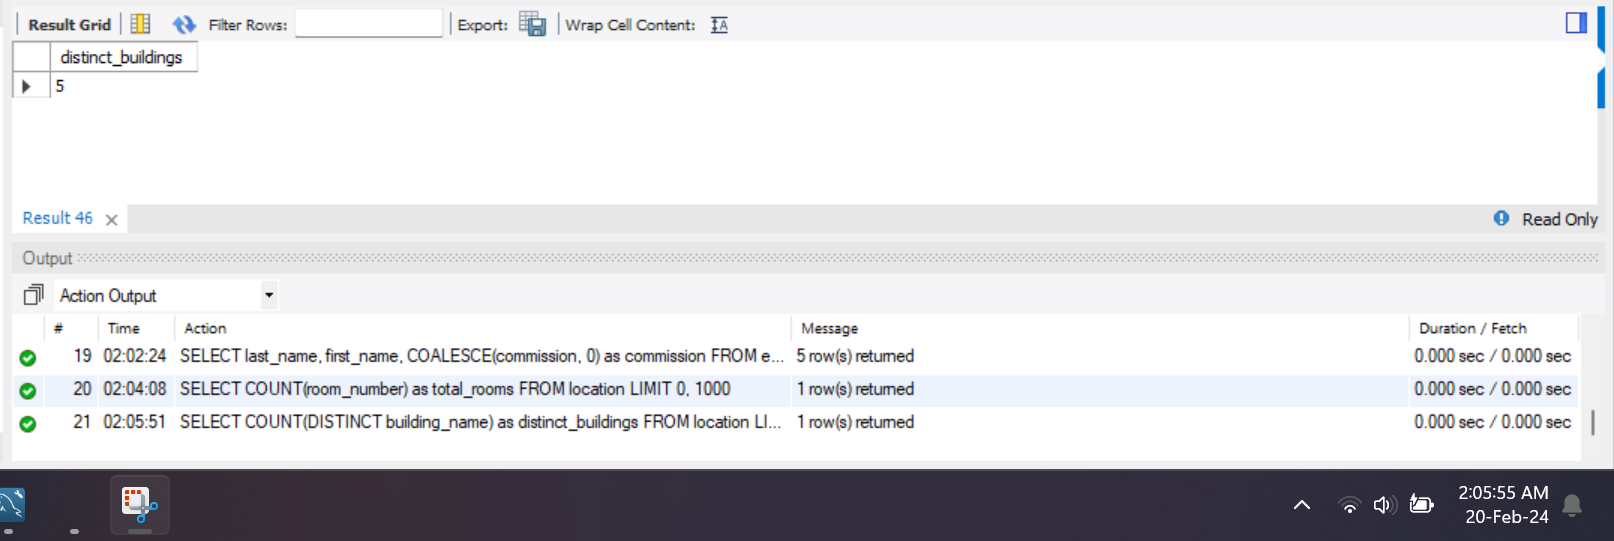 Result Grid Filter Rows: Export: Wrap Cell Content:
distinct_buildings
5
Result 46 Read Only
Output
Action Output
# Time Action Message Duration / Fetch
19 02:02:24 SELECT last_name, first_name, COALESCE(commission, 0) as commission FROM e... 5 row(s) returned 0.000 sec / 0.000 sec
20 02:04:08 SELECT COUNT(room_number) as total_rooms FROM location LIMIT 0, 1000 1 row(s) returned 0.000 sec / 0.000 sec
21 02:05:51 SELECT COUNT(DISTINCT building_name) as distinct_buildings FROM location LI... 1 row(s) returned 0.000 sec / 0.000 sec
2:05:55 AM
20-Feb-24